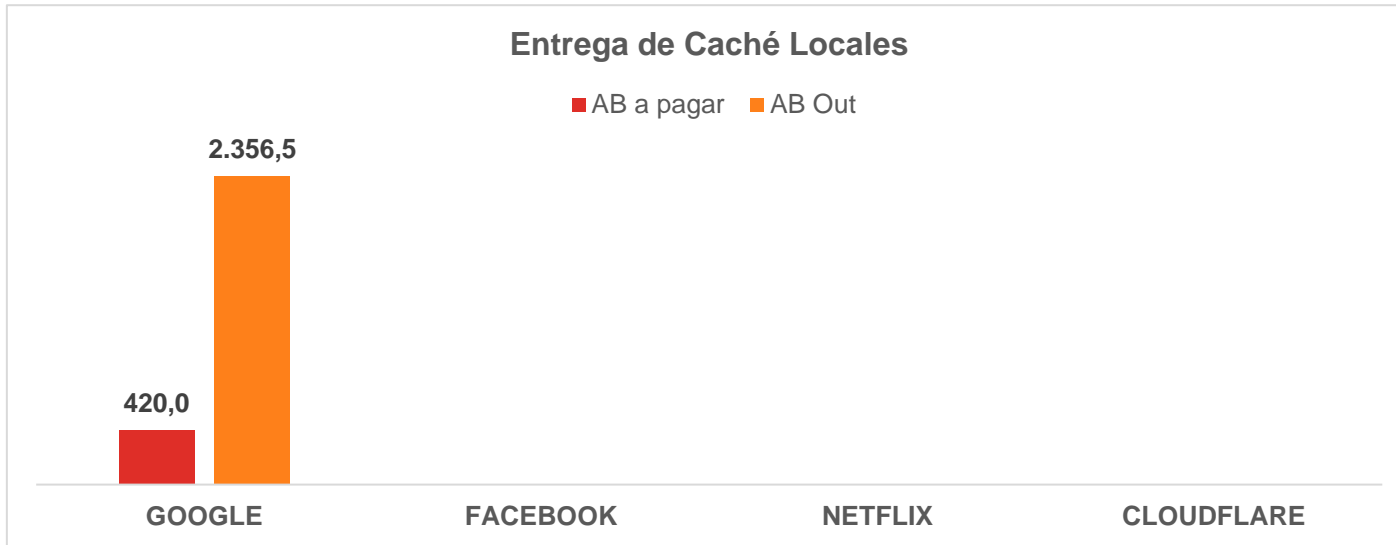 Entrega de Caché Locales
AB a pagar AB Out
2.356,5
420,0
GOOGLE FACEBOOK NETFLIX CLOUDFLARE